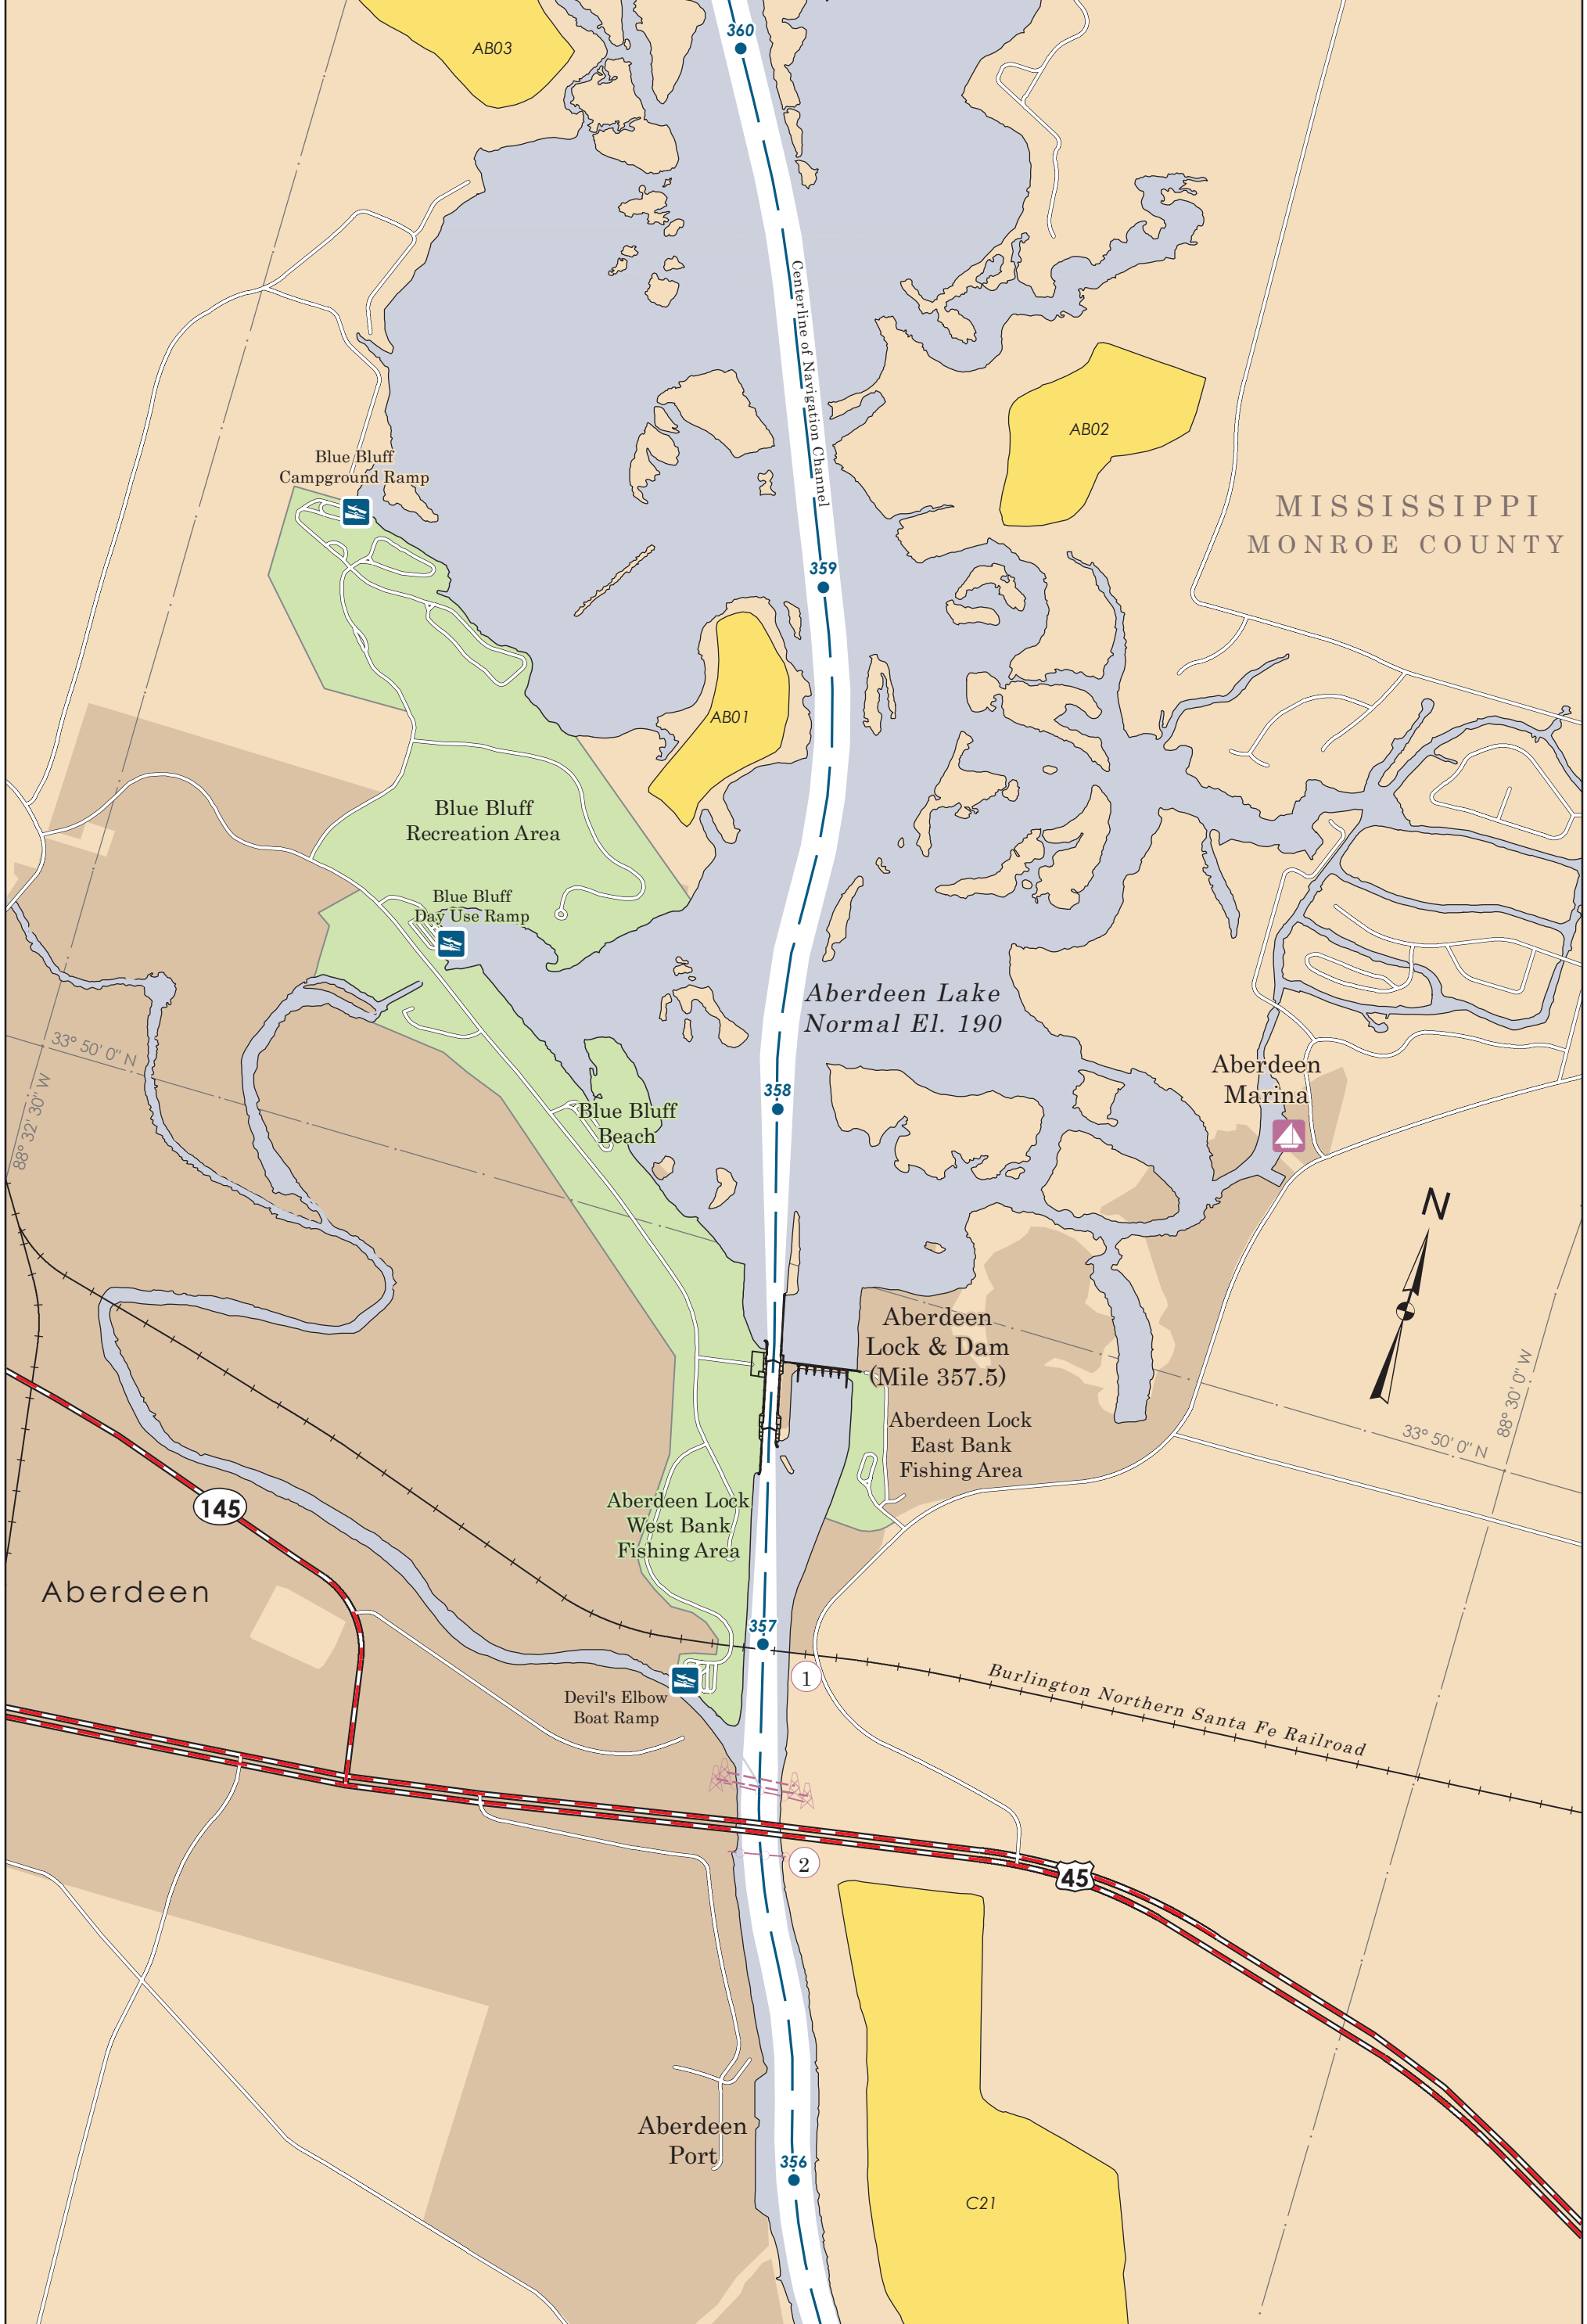 360
AB03
Centerline of Navigation Channel
AB02
Blue Bluff
Campground Ramp
MISSISSIPPI
MONROE COUNTY
359
AB01
Blue Bluff
Recreation Area
Blue Bluff
Day Use Ramp
Aberdeen Lake
Normal El. 190
33° 50' 0" N
88° 32' 30" W
Aberdeen
Marina
358
Blue Bluff
Beach
N
Aberdeen
Lock & Dam
(Mile 357.5)
88° 30' 0" W
33° 50' 0" N
Aberdeen Lock
East Bank
Fishing Area
145
Aberdeen Lock
West Bank
Fishing Area
Aberdeen
357
1
Burlington Northern Santa Fe Railroad
Devil's Elbow
Boat Ramp
2
45
Aberdeen
Port
356
C21